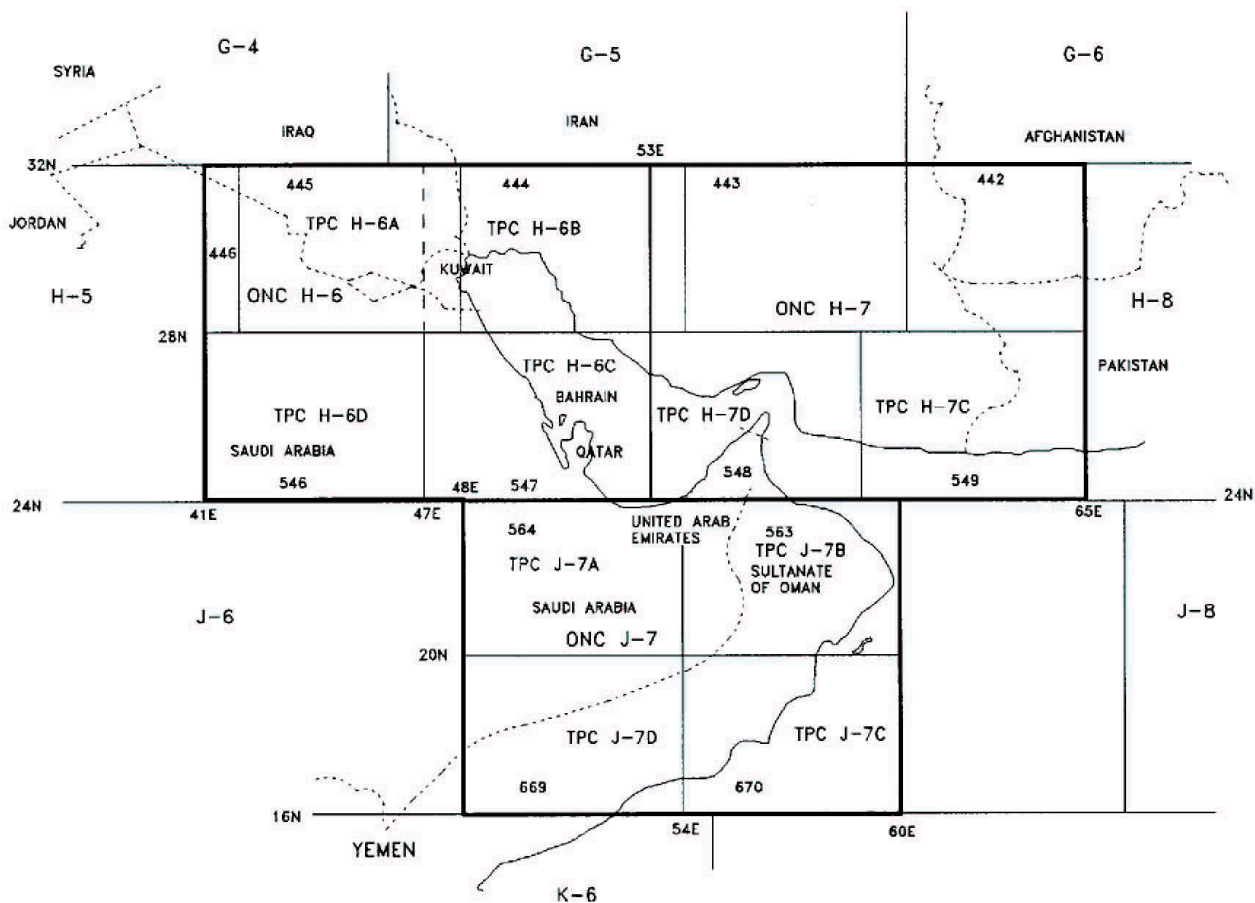 G-4
G-5
G-6
SYRIA
IRAQ
IRAN
AFGHANISTAN
32N
53E
445
444
443
442
JORDAN
446
TPC H-6A
TPC H-6B
KUWAIT
H-5
ONC H-6
ONC H-7
H-8
28N
TPC H-6C
PAKISTAN
BAHRAIN
TPC H-6D
TPC H-7D
TPC H-7C
SAUDI ARABIA
QATAR
546
48E
547
548
549
24N
24N
41E
47E
65E
564
UNITED ARAB
EMIRATES
563
TPC J-7A
TPC J-7B
SULTANATE
OF OMAN
J-6
SAUDI ARABIA
J-8
ONC J-7
20N
TPC J-7D
TPC J-7C
669
670
16N
54E
60E
YEMEN
K-6